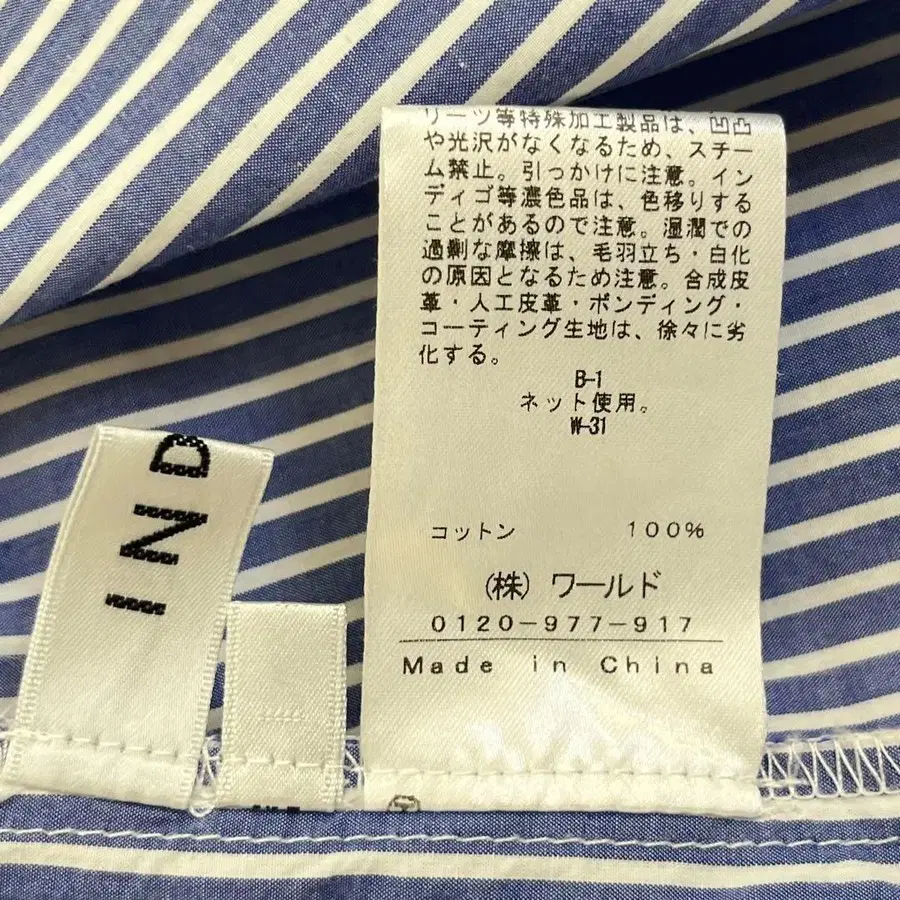 リーツ等特殊加工製品は、凹凸
や光沢がなくなるため、スチー
ム禁止。引っかけに注意。イン
ディゴ等濃色品は、色移りする
ことがあるので注意。湿潤での
過剰な摩擦は、毛羽立ち・白化
の原因となるため注意。合成皮
革・人工皮革・ボンディング・
コーティング生地は、徐々に劣
化する。
B-1
ネット使用。
W-31
コットン 100%
(株) ワールド
0120-977-917
Made in China
IND